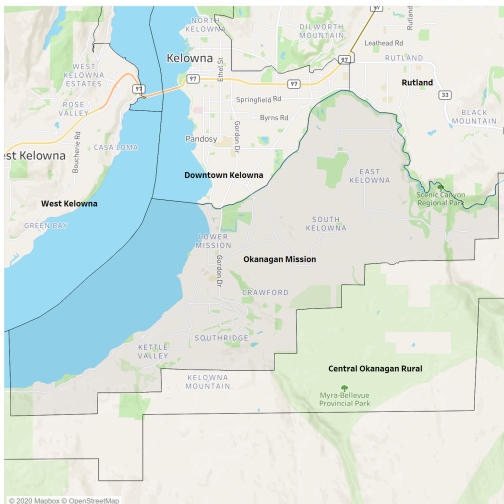 97
NORTH
KELOWNA
DILWORTH
MOUNTAIN
Rutland
Leathead Rd
Kelowna
97
RUTLAND
WEST
KELOWNA
ESTATES
Ethel St
97
97
Rutland
97
33
ROSE
VALLEY
Springfield Rd
BLACK
MOUNTAIN
Byrns Rd
Boucherie Rd
Pandosy
Gordon Dr
CASA LOMA
est Kelowna
Downtown Kelowna
EAST
KELOWNA
Scenic Canyon
Regional Park
West Kelowna
GREEN BAY
SOUTH
KELOWNA
LOWER
MISSION
Gordon Dr
Okanagan Mission
CRAWFORD
SOUTHRIDGE
KETTLE
VALLEY
Central Okanagan Rural
KELOWNA
MOUNTAIN
Myra-Bellevue
Provincial Park
© 2020 Mapbox © OpenStreetMap